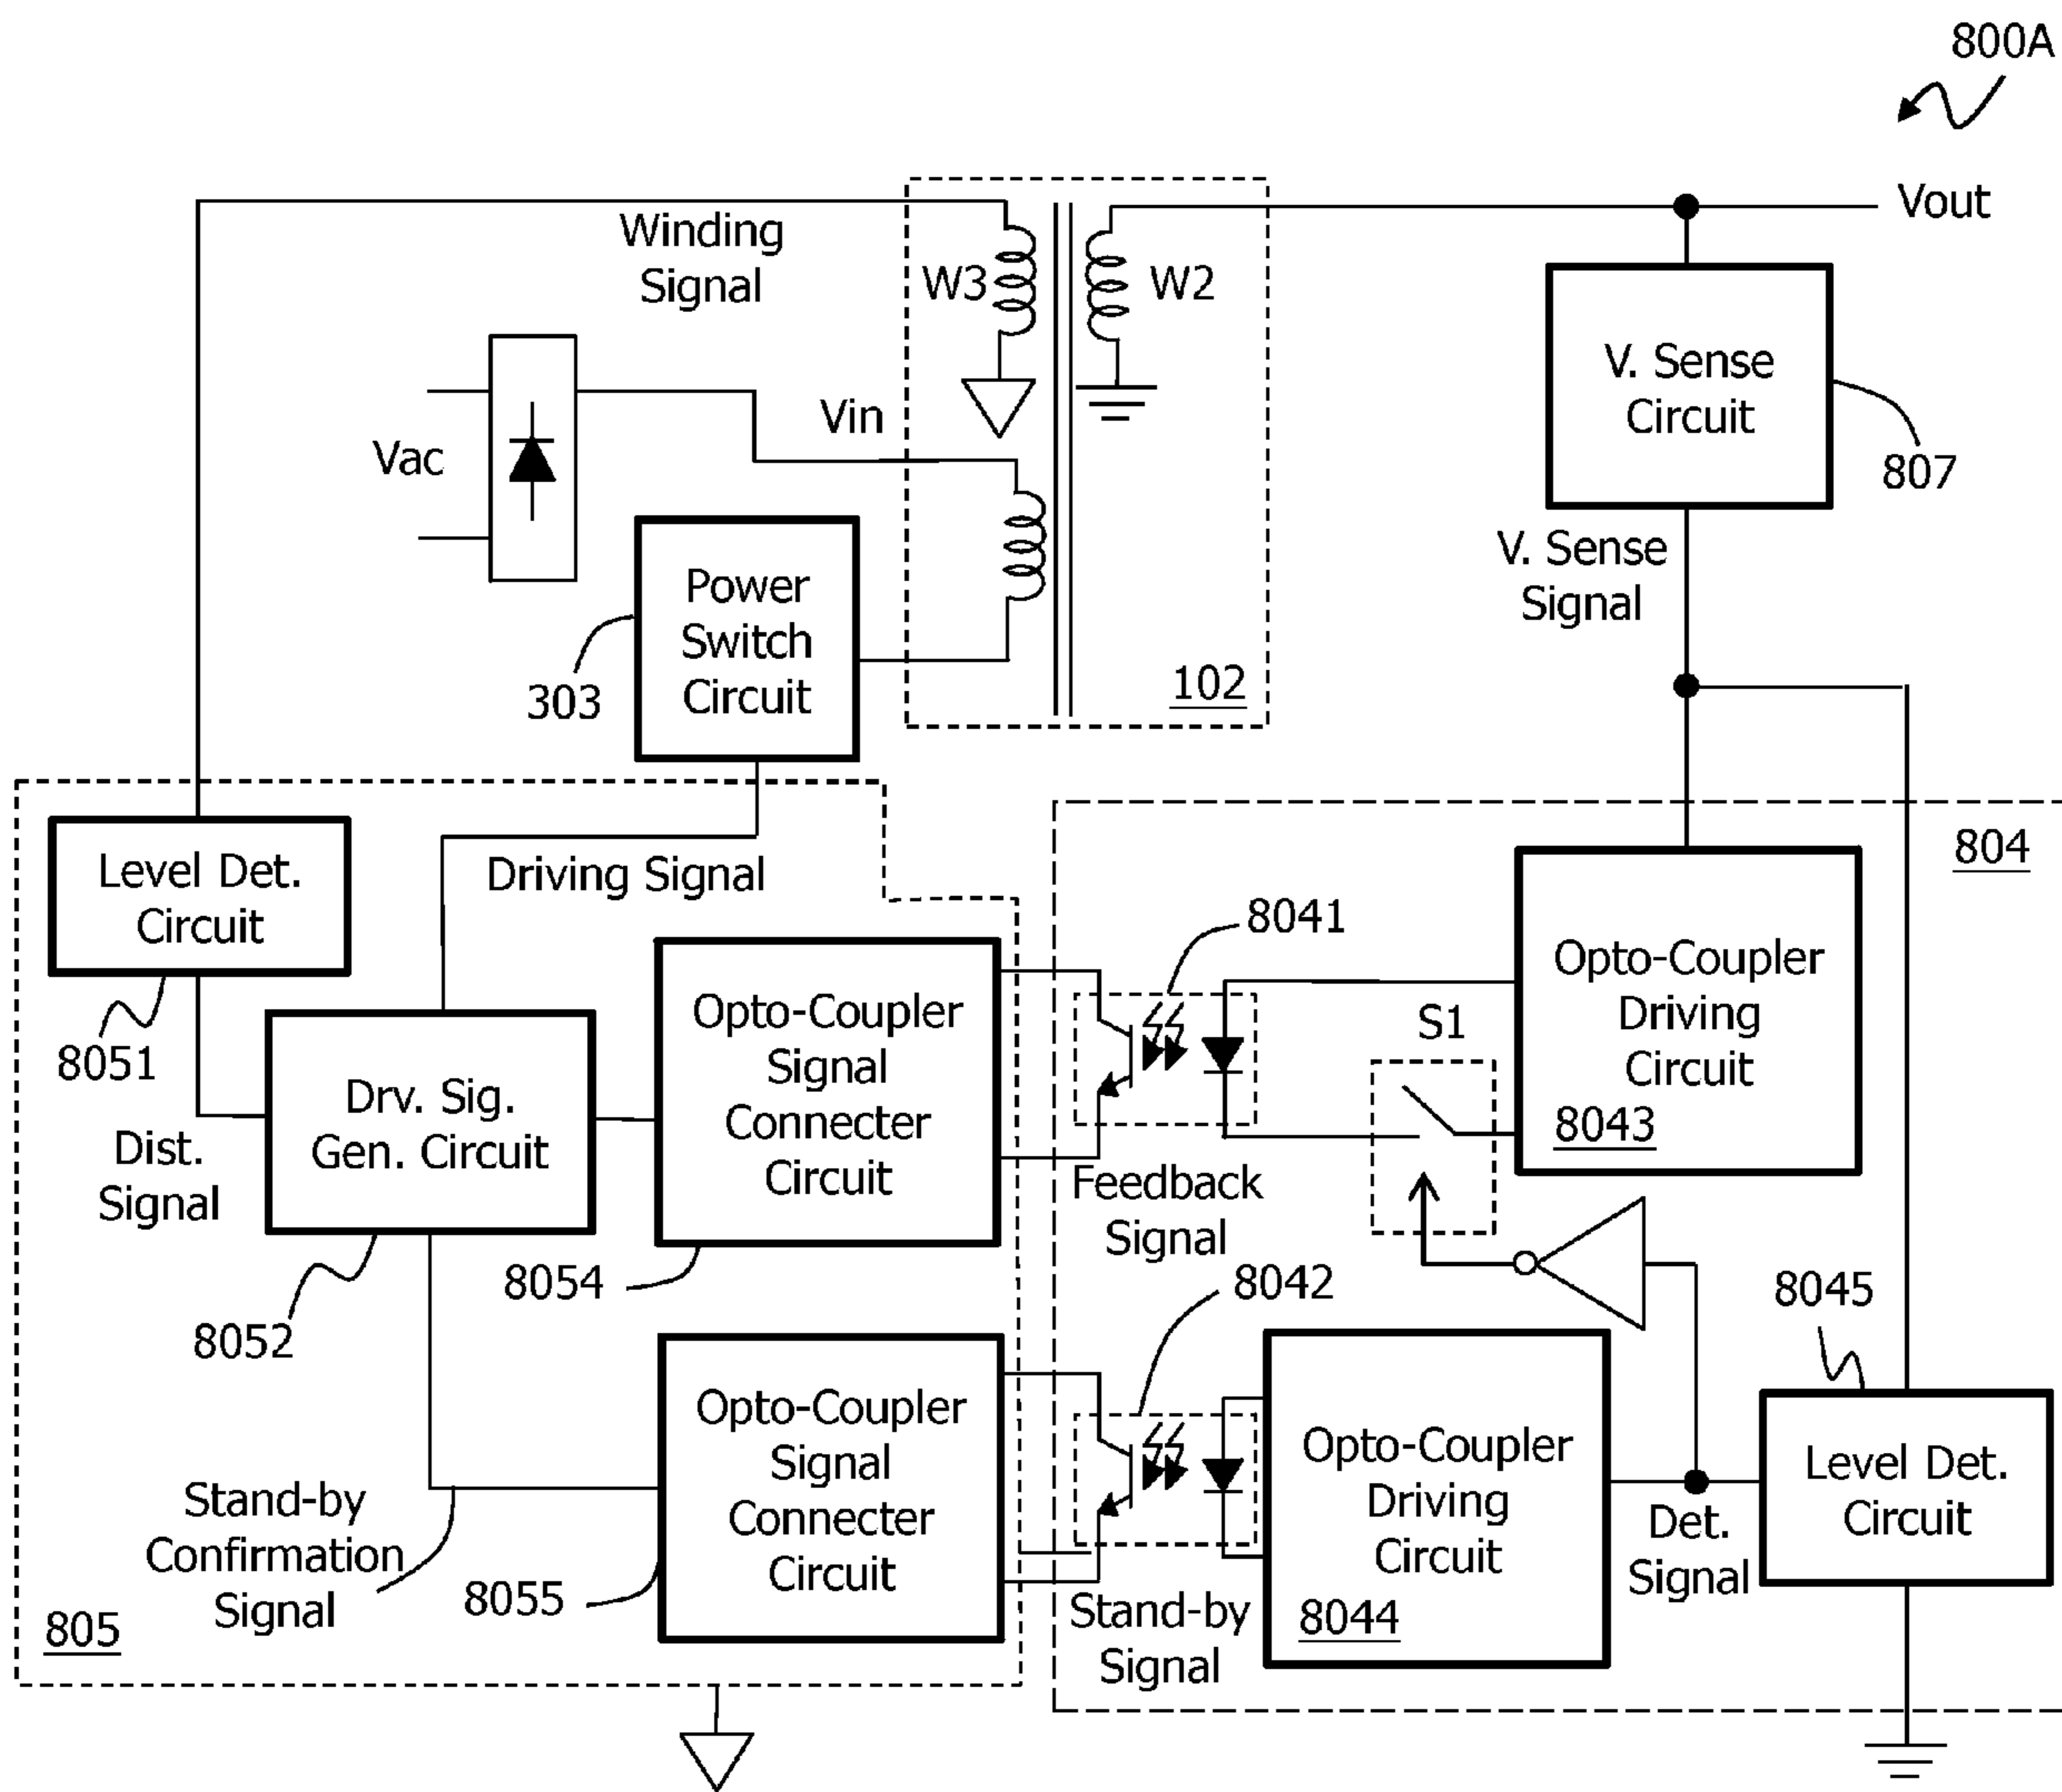 800A
Vout
Winding
Signal
W3
W2
V. Sense
Circuit
807
Vac
Vin
V. Sense
Signal
Power
Switch
Circuit
303
102
Level Det.
Circuit
8051
Driving Signal
804
8041
Opto-Coupler
Signal
Connecter
Circuit
8054
Opto-Coupler
Driving
Circuit
8043
S1
Drv. Sig.
Gen. Circuit
8052
Dist.
Signal
Feedback
Signal
8042
8045
Opto-Coupler
Signal
Connecter
Circuit
8055
Opto-Coupler
Driving
Circuit
8044
Level Det.
Circuit
Det.
Signal
Stand-by
Confirmation
Signal
Stand-by
Signal
805